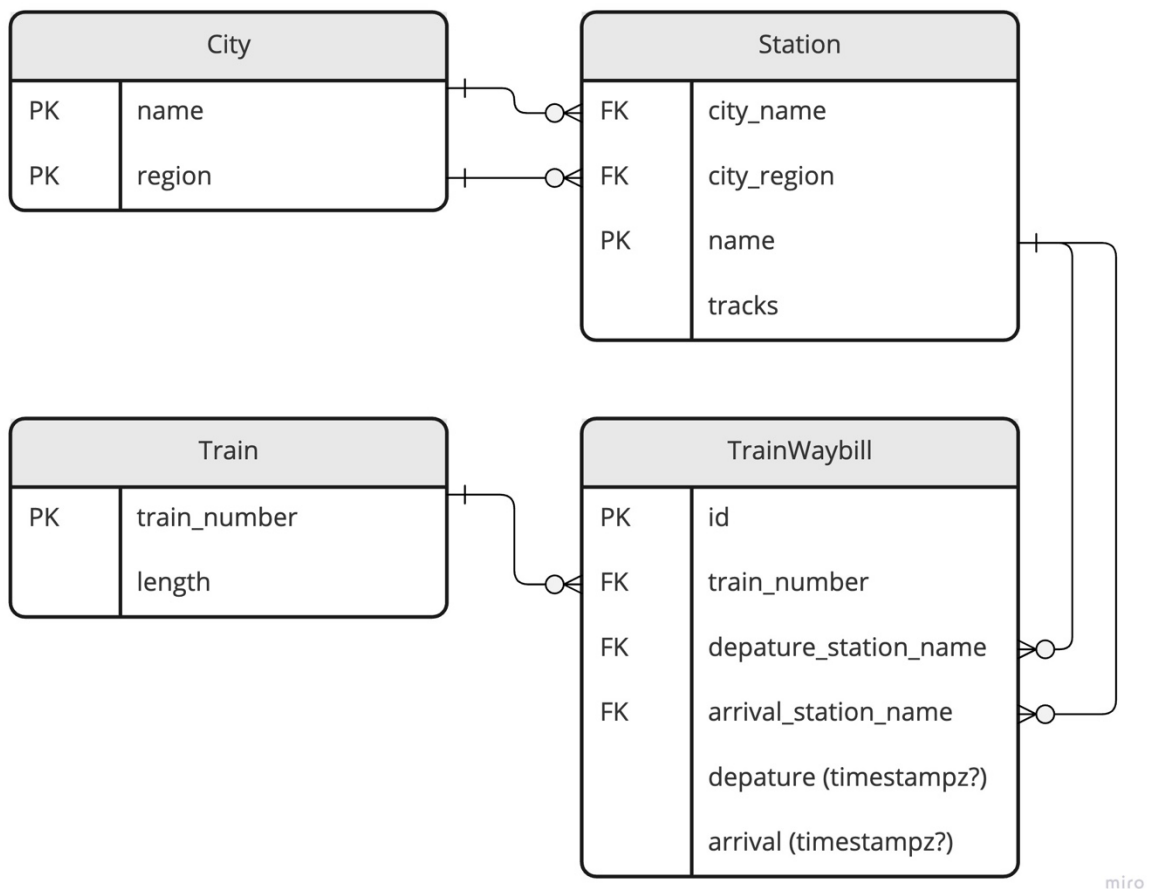 City
PK name
PK region
Station
FK city_name
FK city_region
PK name
tracks
Train
PK train_number
length
TrainWaybill
PK id
FK train_number
FK depature_station_name
FK arrival_station_name
depature (timestampz?)
arrival (timestampz?)
miro